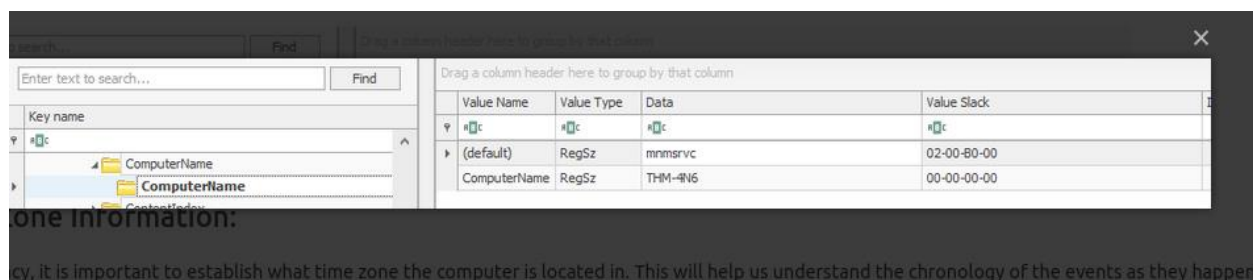 search... Find Drag a column header here to group by that column
Enter text to search... Find Drag a column header here to group by that column
Value Name Value Type Data Value Slack
Key name
(default) RegSz mnmsrvc 02-00-B0-00
ComputerName
ComputerName RegSz THM-4N6 00-00-00-00
ComputerName
ContentIndex
one Information:
cy, it is important to establish what time zone the computer is located in. This will help us understand the chronology of the events as they happen